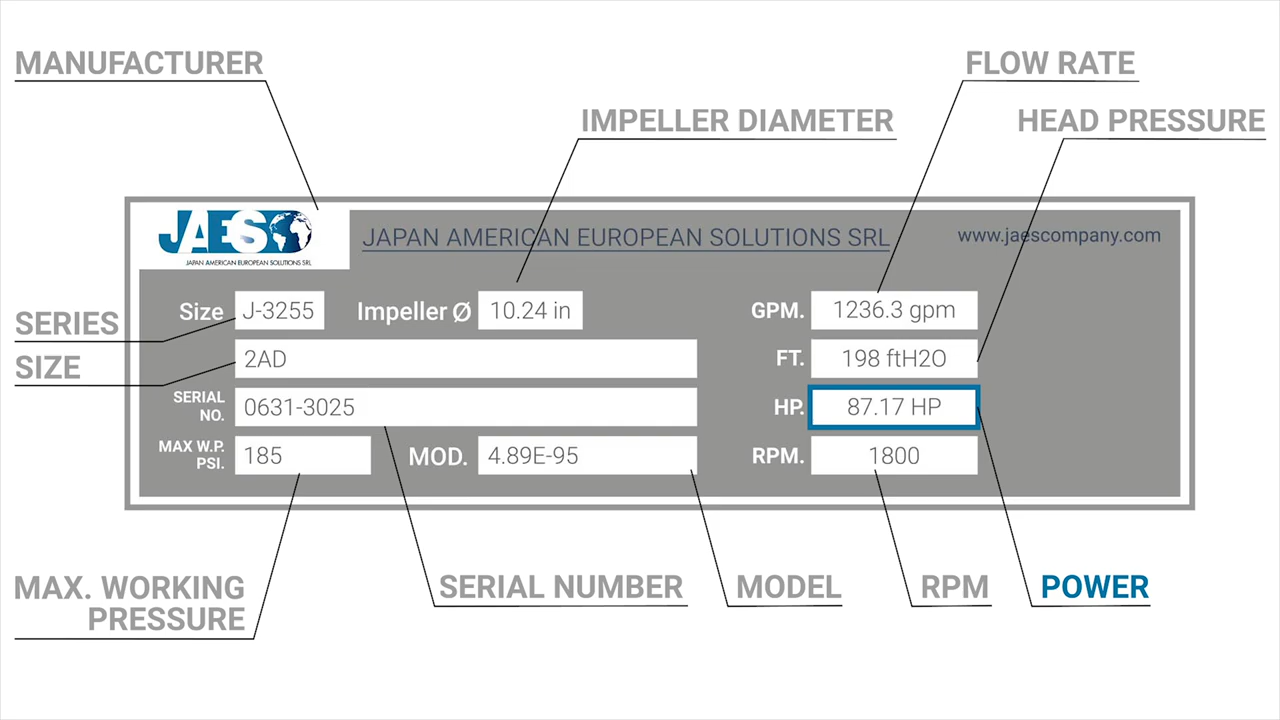 MANUFACTURER
FLOW RATE
IMPELLER DIAMETER
HEAD PRESSURE
JAES
JAPAN AMERICAN EUROPEAN SOLUTIONS SRL
JAPAN AMERICAN EUROPEAN SOLUTIONS SRL
www.jaescompany.com
SERIES
Size J-3255 Impeller Ø 10.24 in GPM. 1236.3 gpm
SIZE
2AD FT. 198 ftH2O
SERIAL
NO. 0631-3025 HP. 87.17 HP
MAX W.P.
PSI. 185 MOD. 4.89E-95 RPM. 1800
MAX. WORKING
PRESSURE
SERIAL NUMBER
MODEL
RPM
POWER